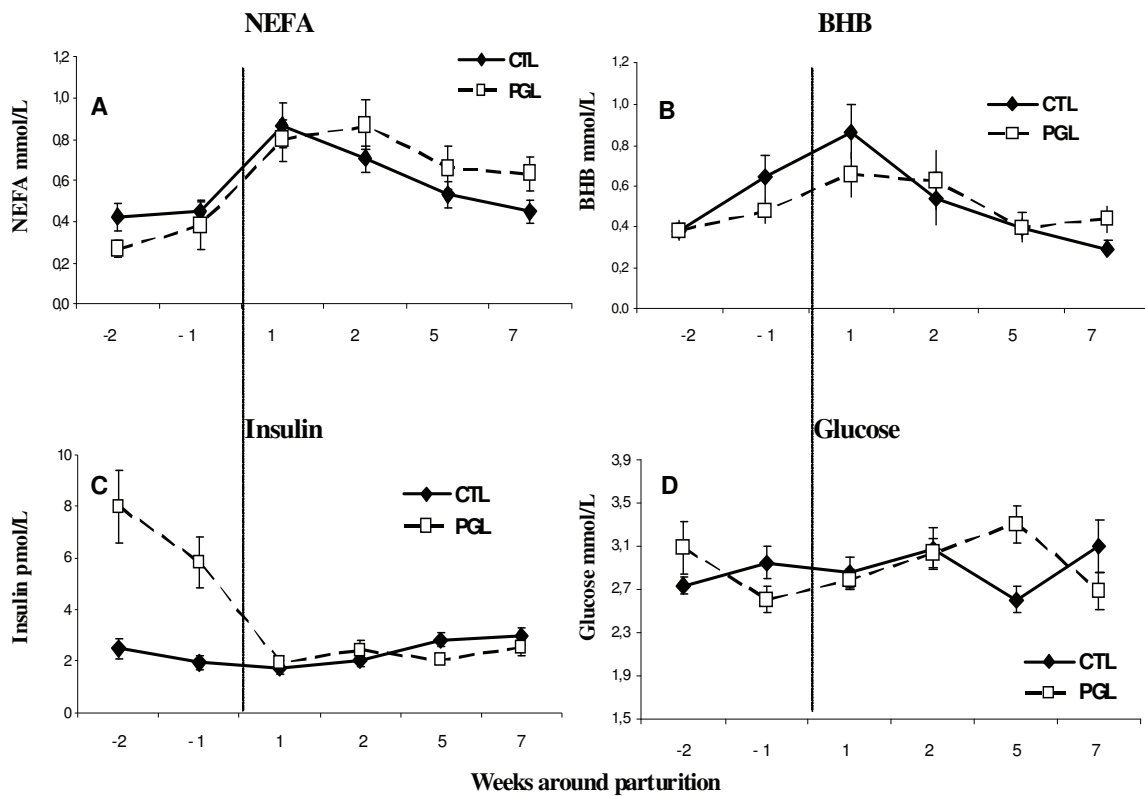 NEFA
BHB
A
CTL
PGL
NEFA mmol/L
1,2
1,0
0,8
0,6
0,4
0,2
0,0
-2
- 1
1
2
5
7
B
CTL
PGL
BHB mmol/L
1,2
1,0
0,8
0,6
0,4
0,2
0,0
-2
- 1
1
2
5
7
Insulin
Glucose
C
CTL
PGL
Insulin pmol/L
10
8
6
4
2
0
-2
- 1
1
2
5
7
D
CTL
PGL
Glucose mmol/L
3,9
3,5
3,1
2,7
2,3
1,9
1,5
-2
- 1
1
2
5
7
Weeks around parturition